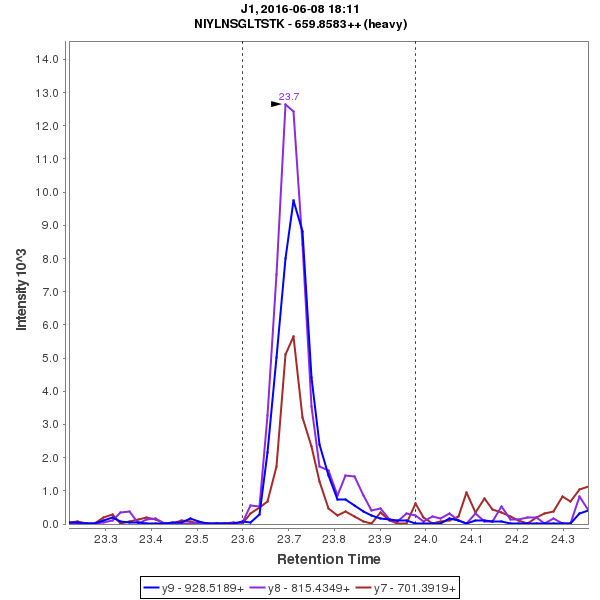 J1, 2016-06-08 18:11
NIYLNSGLTSTK - 659.8583++ (heavy)
Intensity 10^3
14.0
13.0
12.0
11.0
10.0
9.0
8.0
7.0
6.0
5.0
4.0
3.0
2.0
1.0
0.0
23.7
23.3 23.4 23.5 23.6 23.7 23.8 23.9 24.0 24.1 24.2 24.3
Retention Time
y9 - 928.5189+ y8 - 815.4349+ y7 - 701.3919+